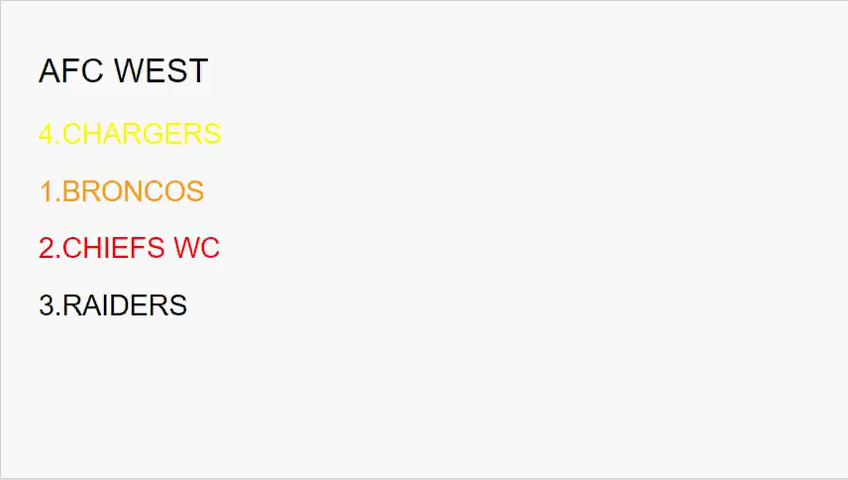 AFC WEST
4.CHARGERS
1.BRONCOS
2.CHIEFS WC
3.RAIDERS